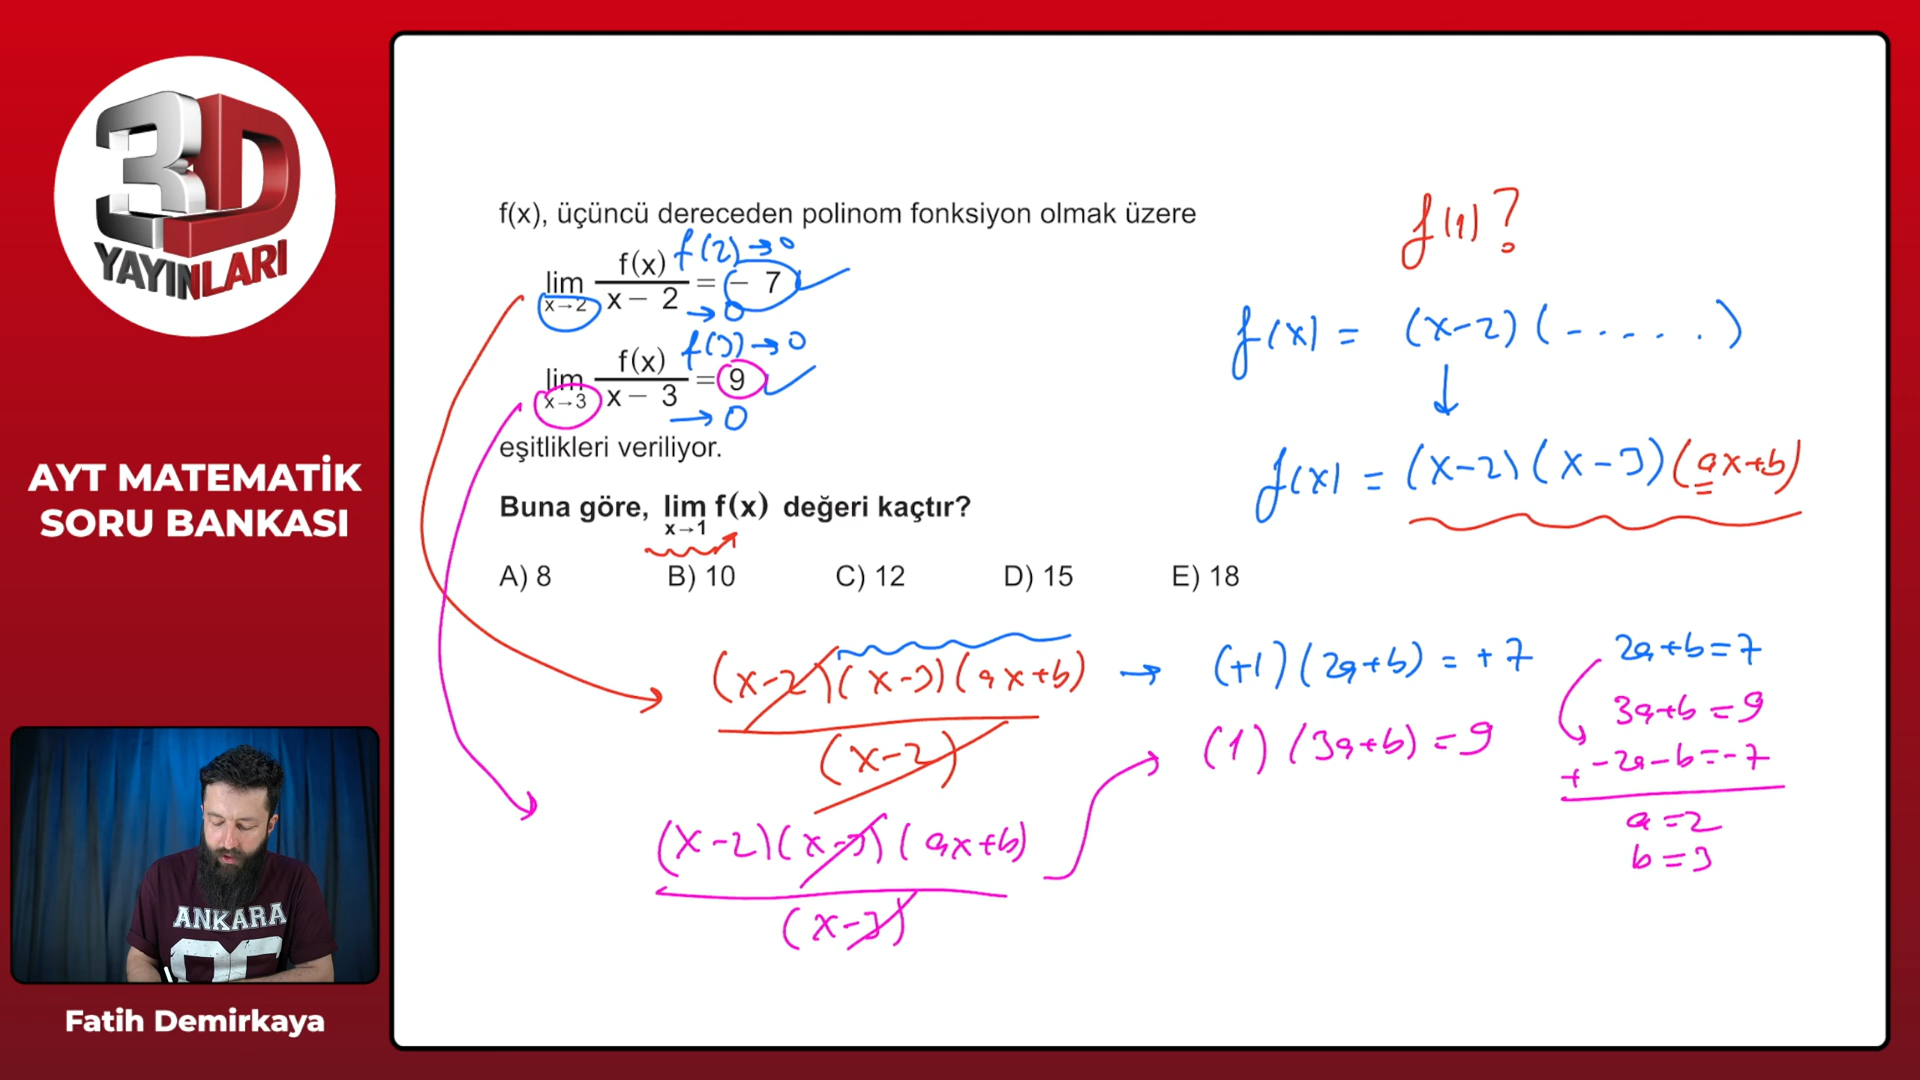 3D
YAYINLARI
AYT MATEMATİK
SORU BANKASI
ANKARA
Fatih Demirkaya
f(x), üçüncü dereceden polinom fonksiyon olmak üzere
lim x→2 f(x) / x − 2 = − 7
f(2) → 0
→ 0
lim x→3 f(x) / x − 3 = 9
f(3) → 0
→ 0
eşitlikleri veriliyor.
Buna göre, lim x→1 f(x) değeri kaçtır?
A) 8 B) 10 C) 12 D) 15 E) 18
f(1)?
f(x) = (x-2)(- - - - - )
f(x) = (x-2)(x-3)(ax+b)
(x-2)(x-3)(ax+b) / (x-2) → (+1)(2a+b) = +7
(x-2)(x-3)(ax+b) / (x-3)
(1)(3a+b) = 9
2a+b=7
3a+b=9
+ -2a-b=-7
a=2
b=3